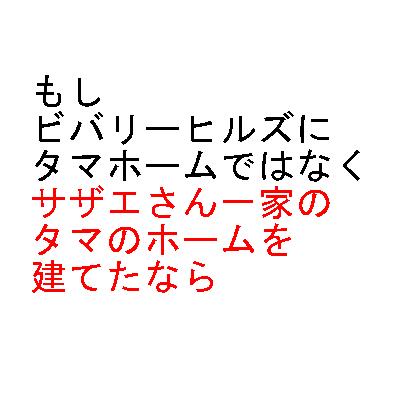 もし
ビバリーヒルズに
タマホームではなく
サザエさん一家の
タマのホームを
建てたなら